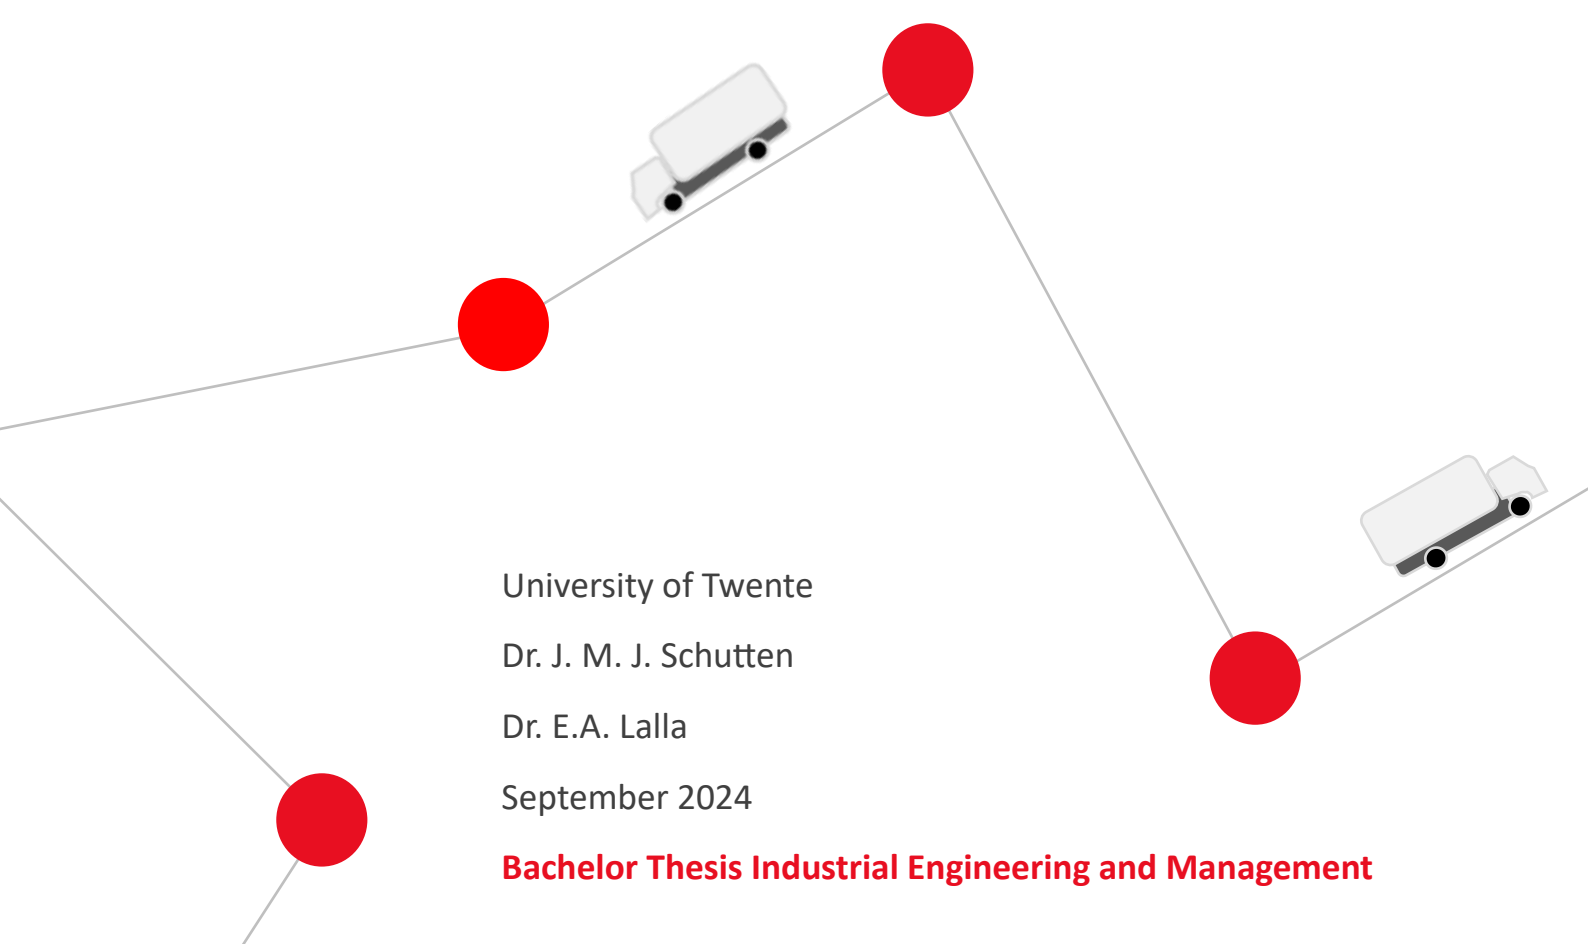 University of Twente
Dr. J. M. J. Schutten
Dr. E.A. Lalla
September 2024
Bachelor Thesis Industrial Engineering and Management